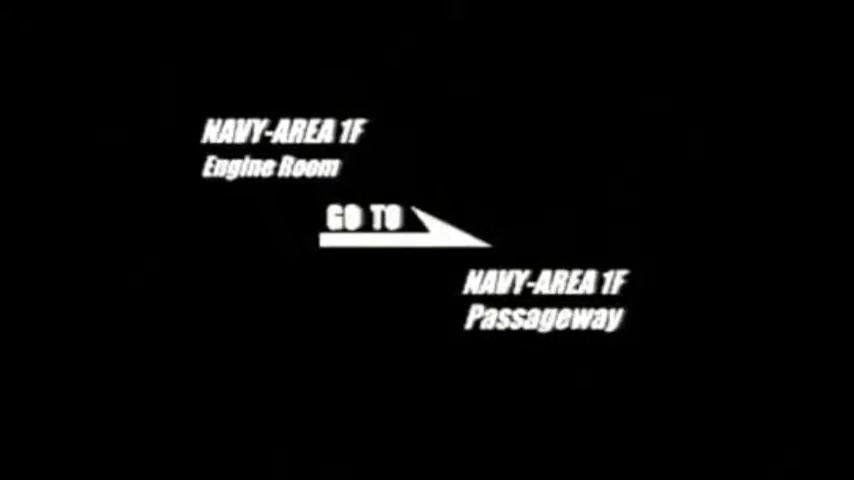 NAVY-AREA 1F
Engine Room
GO TO
NAVY-AREA 1F
Passageway